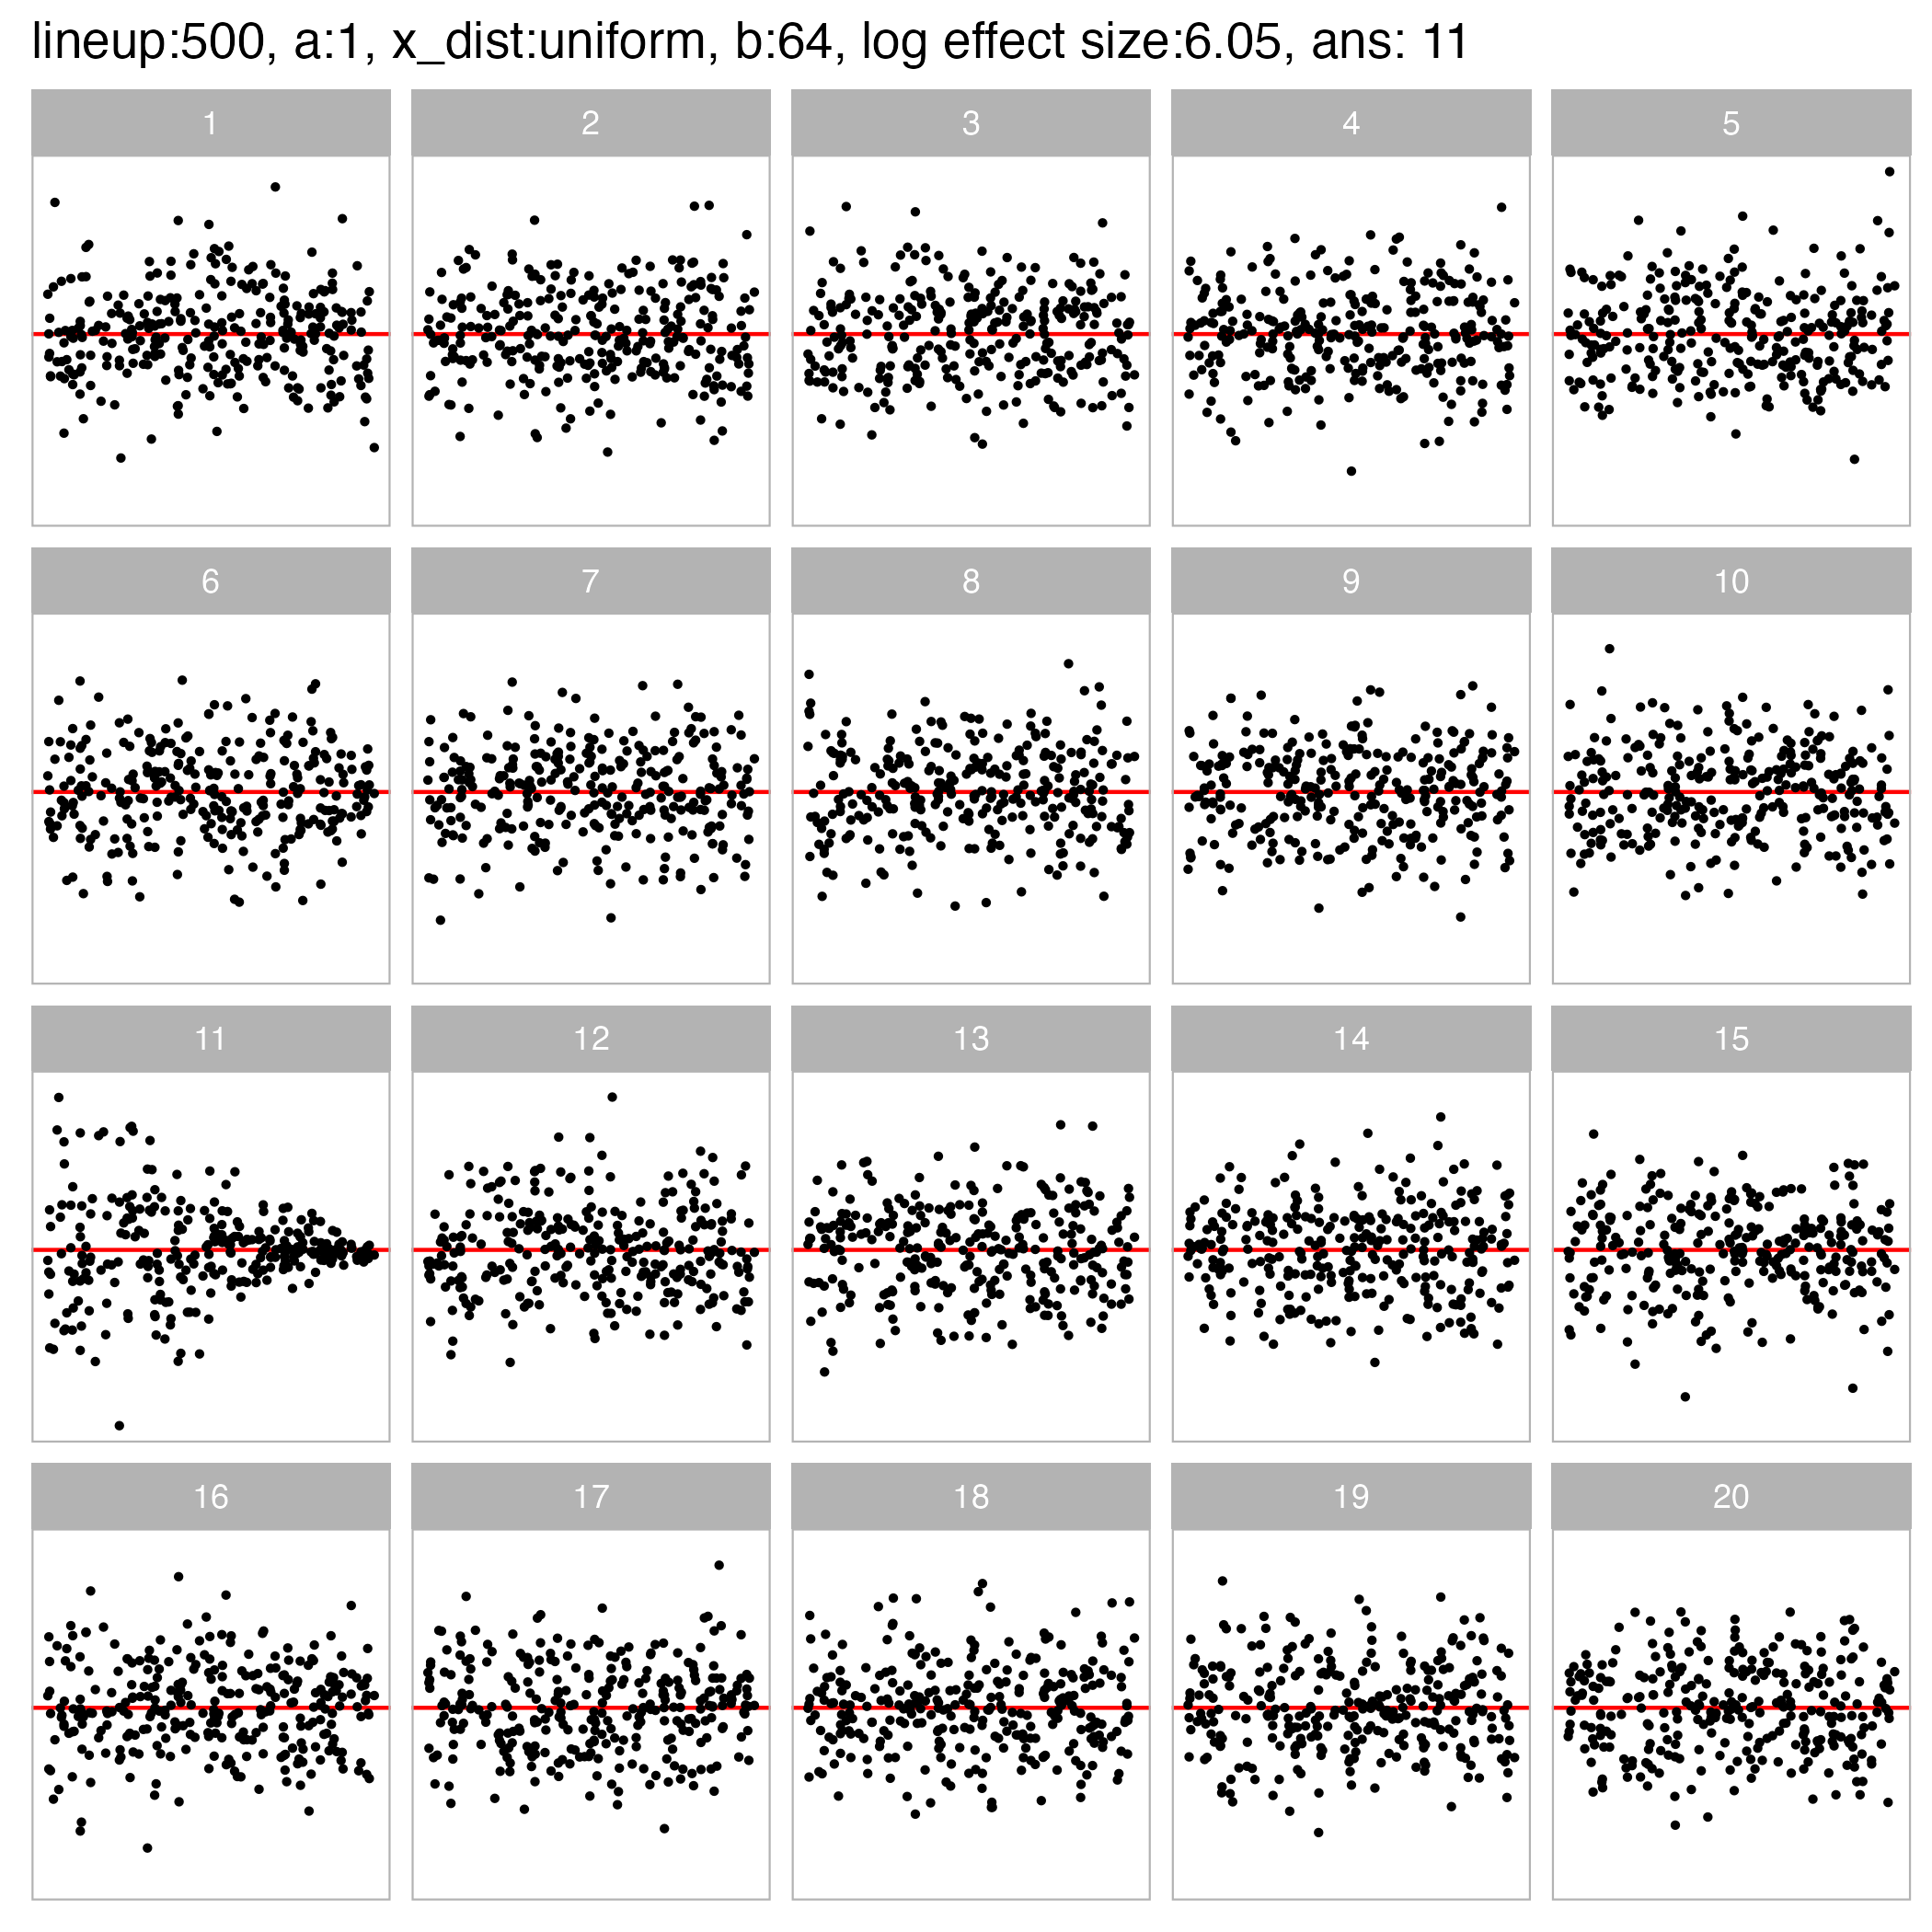 lineup:500, a:1, x_dist:uniform, b:64, log effect size:6.05, ans: 11
1 2 3 4 5
6 7 8 9 10
11 12 13 14 15
16 17 18 19 20